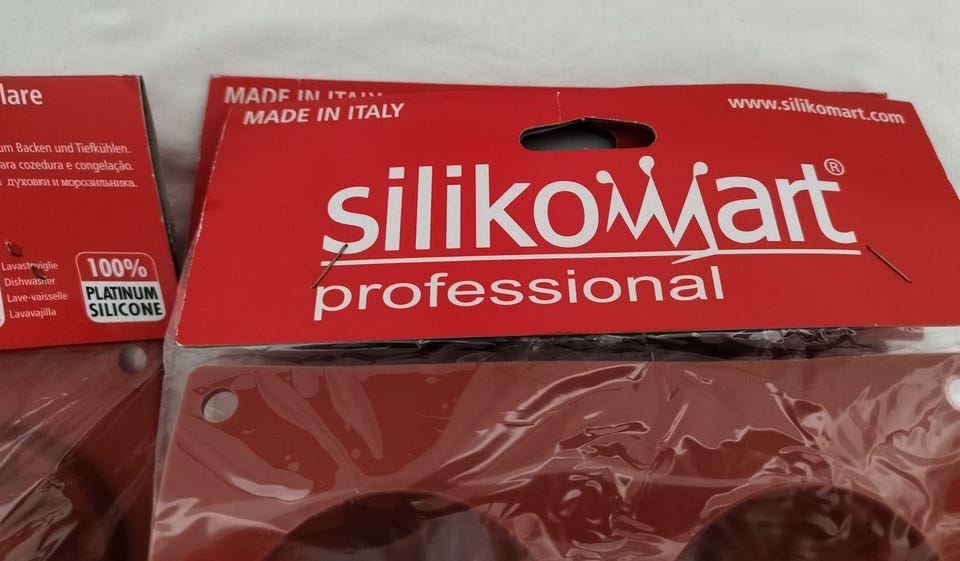 lare
um Backen und Tiefkühlen.
ara cozedura e congelação.
духовки и морозильника.
Lavastoviglie
Dishwasher
Lave-vaisselle
Lavavajilla
100%
PLATINUM
SILICONE
MADE IN ITALY
MADE IN ITALY
www.silikomart.com
silikomart®
professional